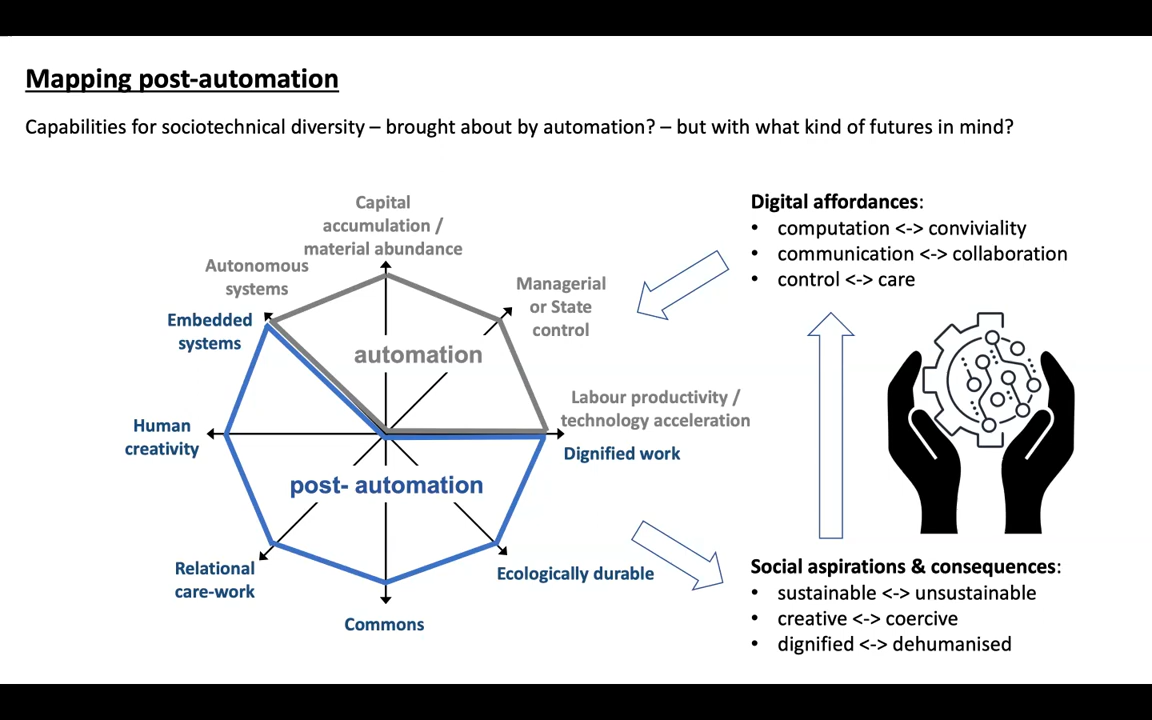 Mapping post-automation
Capabilities for sociotechnical diversity – brought about by automation? – but with what kind of futures in mind?
Capital
accumulation /
material abundance
Autonomous
systems
Managerial
or State
control
Embedded
systems
automation
Labour productivity /
technology acceleration
Human
creativity
Dignified work
post- automation
Relational
care-work
Ecologically durable
Commons
Digital affordances:
• computation <-> conviviality
• communication <-> collaboration
• control <-> care
Social aspirations & consequences:
• sustainable <-> unsustainable
• creative <-> coercive
• dignified <-> dehumanised